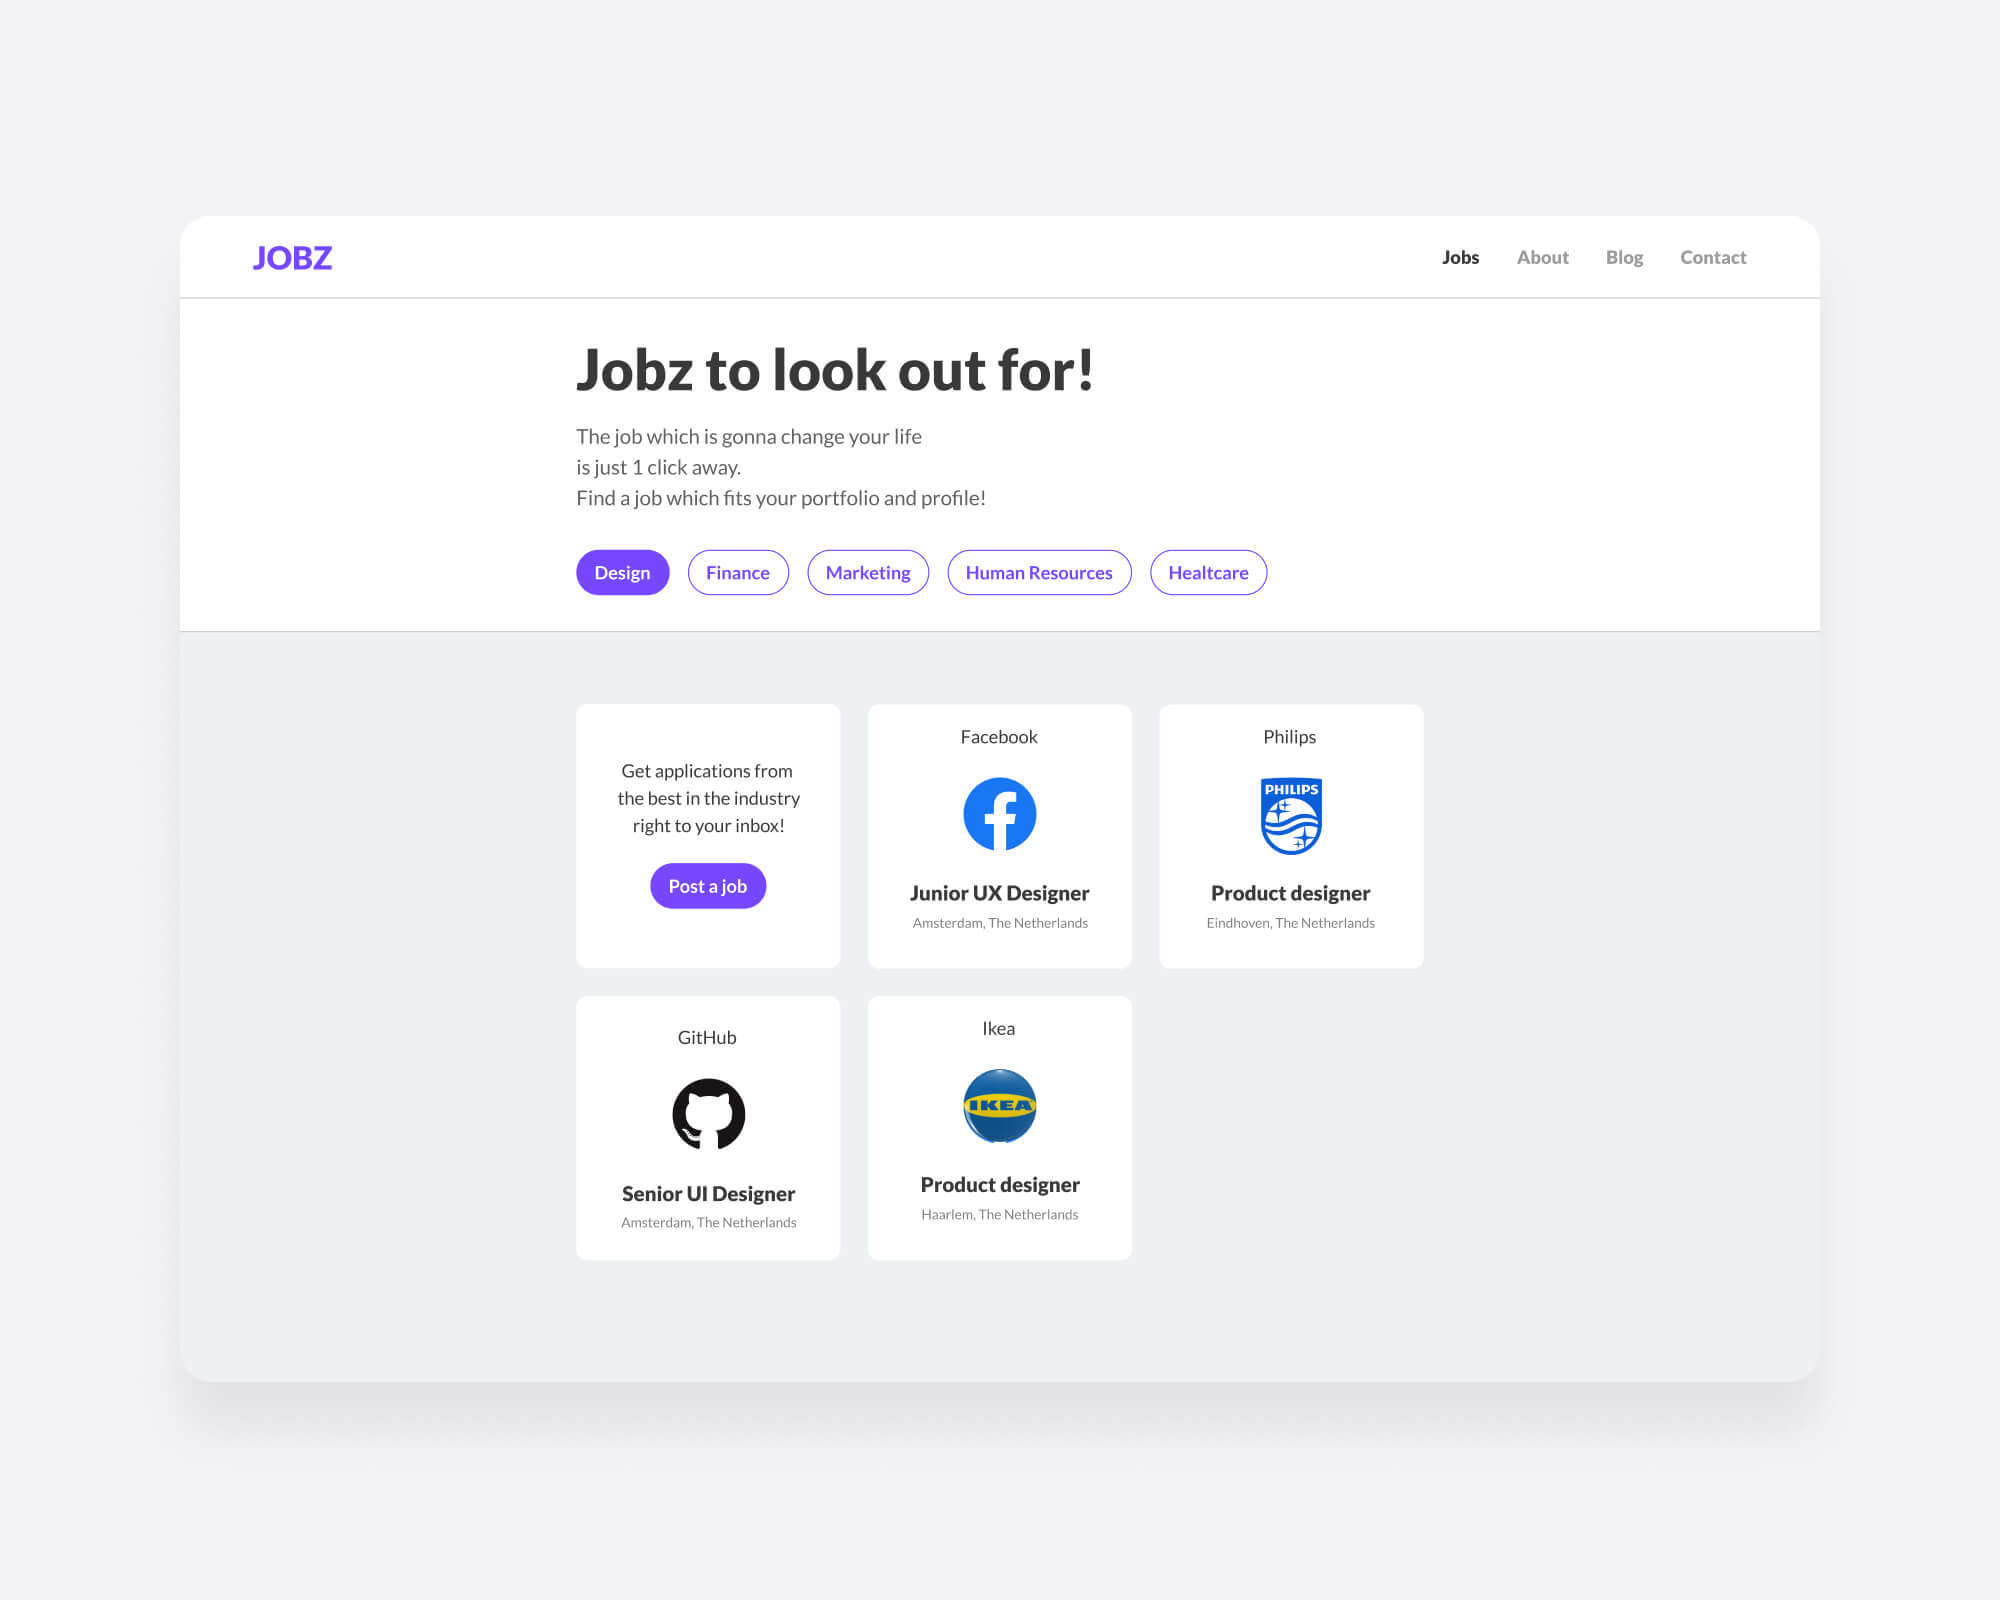 JOBZ
Jobs About Blog Contact
Jobz to look out for!
The job which is gonna change your life
is just 1 click away.
Find a job which fits your portfolio and profile!
Design Finance Marketing Human Resources Healtcare
Get applications from
the best in the industry
right to your inbox!
Post a job
Facebook
Junior UX Designer
Amsterdam, The Netherlands
Philips
PHILIPS
Product designer
Eindhoven, The Netherlands
GitHub
Senior UI Designer
Amsterdam, The Netherlands
Ikea
IKEA
Product designer
Haarlem, The Netherlands